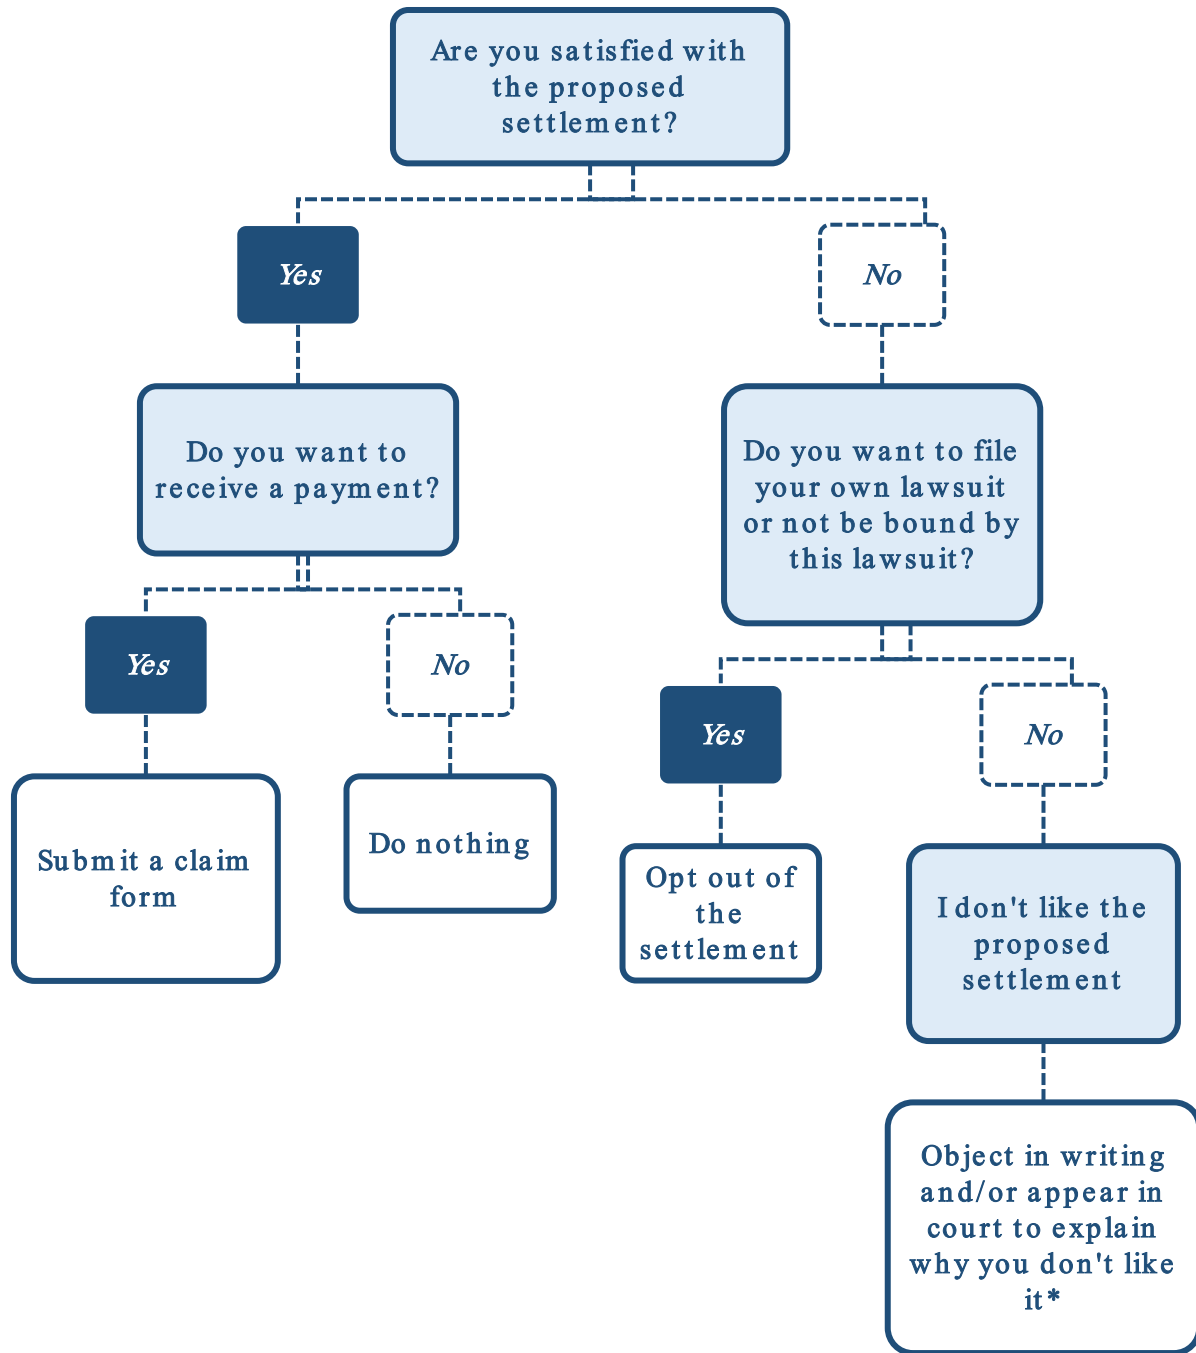 Are you satisfied with
the proposed
settlement?
Yes
No
Do you want to
receive a payment?
Do you want to file
your own lawsuit
or not be bound by
this lawsuit?
Yes
No
Yes
No
Submit a claim
form
Do nothing
Opt out of
the
settlement
I don't like the
proposed
settlement
Object in writing
and/or appear in
court to explain
why you don't like
it*